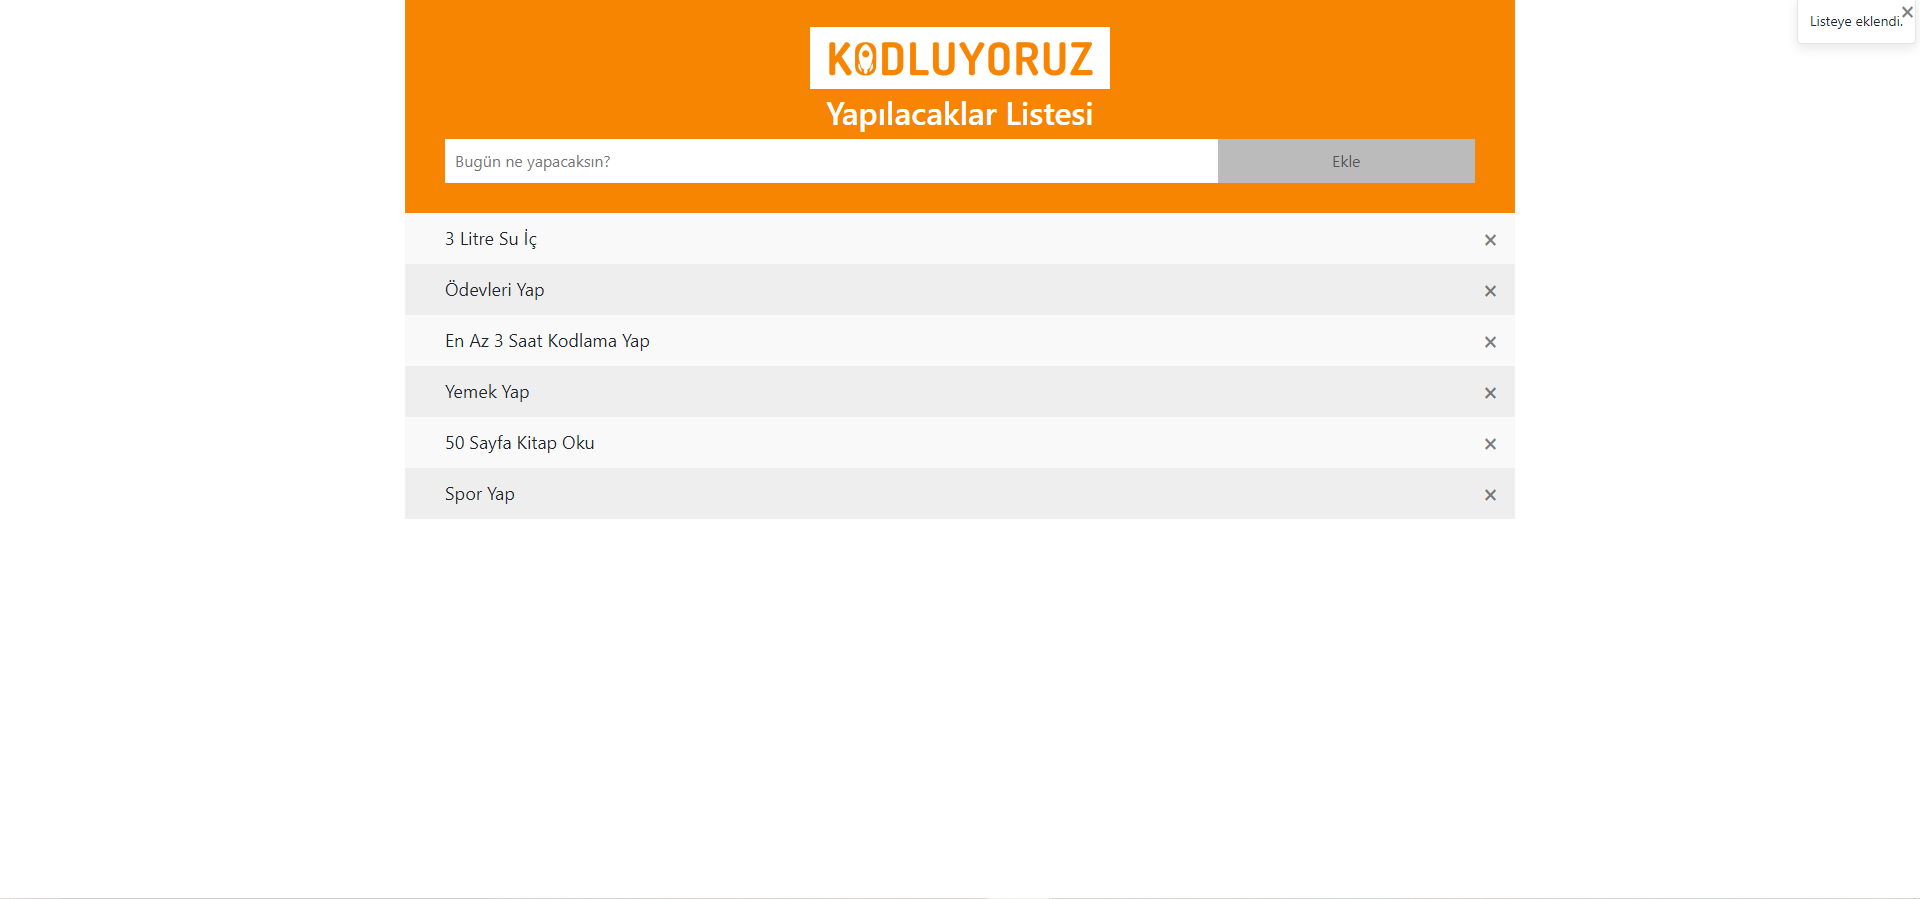 KODLUYORUZ
Listeye eklendi.
Yapılacaklar Listesi
Bugün ne yapacaksın?
Ekle
3 Litre Su İç
Ödevleri Yap
En Az 3 Saat Kodlama Yap
Yemek Yap
50 Sayfa Kitap Oku
Spor Yap